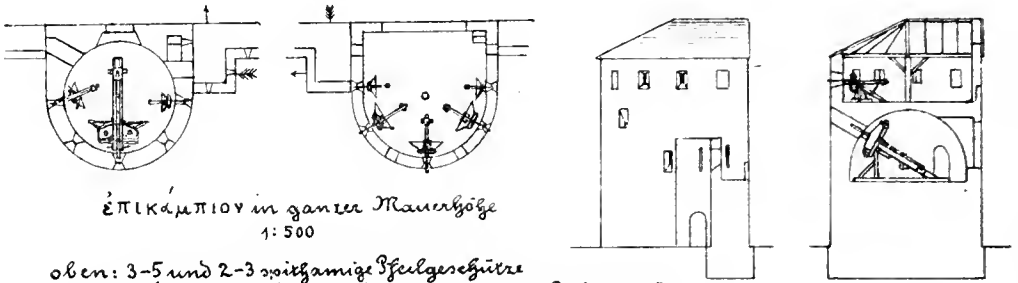 ἐπικάμπιον in ganzer Mauerhöhe
1:500
oben: 3-5 und 2-3 spithamige Pfeilgeschütze